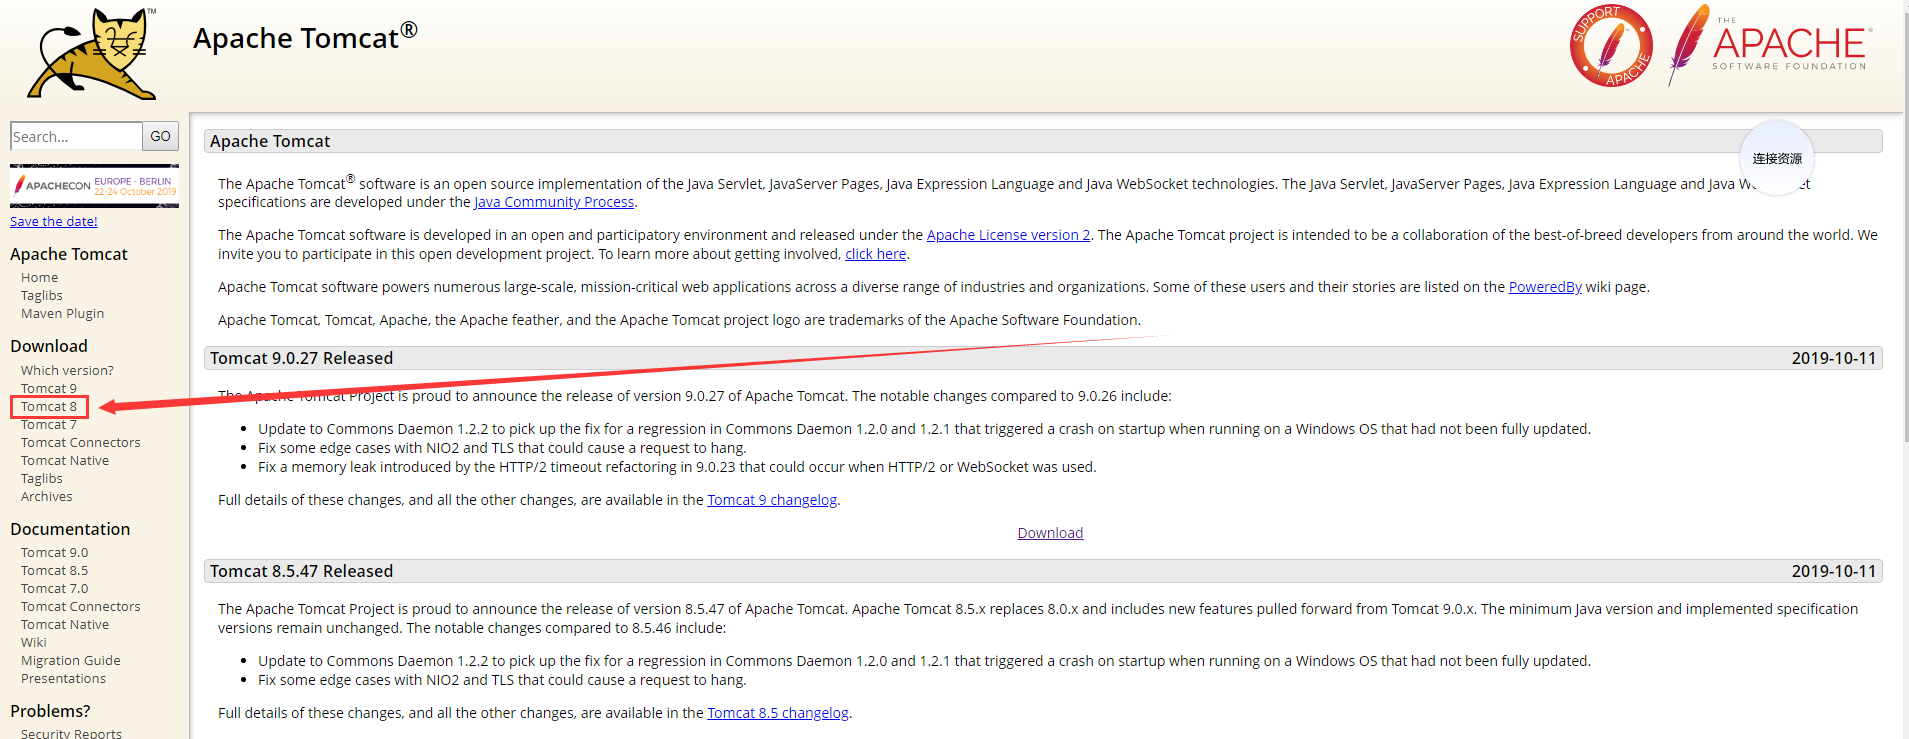 TM
Apache Tomcat®
SUPPORT APACHE
THE
APACHE®
SOFTWARE FOUNDATION
Search... GO
APACHECON EUROPE - BERLIN
22-24 October 2019
Save the date!
Apache Tomcat
Home
Taglibs
Maven Plugin
Download
Which version?
Tomcat 9
Tomcat 8
Tomcat 7
Tomcat Connectors
Tomcat Native
Taglibs
Archives
Documentation
Tomcat 9.0
Tomcat 8.5
Tomcat 7.0
Tomcat Connectors
Tomcat Native
Wiki
Migration Guide
Presentations
Problems?
Security Reports
Apache Tomcat
连接资源
The Apache Tomcat® software is an open source implementation of the Java Servlet, JavaServer Pages, Java Expression Language and Java WebSocket technologies. The Java Servlet, JavaServer Pages, Java Expression Language and Java
specifications are developed under the Java Community Process.
The Apache Tomcat software is developed in an open and participatory environment and released under the Apache License version 2. The Apache Tomcat project is intended to be a collaboration of the best-of-breed developers from around the world. We
invite you to participate in this open development project. To learn more about getting involved, click here.
Apache Tomcat software powers numerous large-scale, mission-critical web applications across a diverse range of industries and organizations. Some of these users and their stories are listed on the PoweredBy wiki page.
Apache Tomcat, Tomcat, Apache, the Apache feather, and the Apache Tomcat project logo are trademarks of the Apache Software Foundation.
Tomcat 9.0.27 Released 2019-10-11
The Apache Tomcat Project is proud to announce the release of version 9.0.27 of Apache Tomcat. The notable changes compared to 9.0.26 include:
• Update to Commons Daemon 1.2.2 to pick up the fix for a regression in Commons Daemon 1.2.0 and 1.2.1 that triggered a crash on startup when running on a Windows OS that had not been fully updated.
• Fix some edge cases with NIO2 and TLS that could cause a request to hang.
• Fix a memory leak introduced by the HTTP/2 timeout refactoring in 9.0.23 that could occur when HTTP/2 or WebSocket was used.
Full details of these changes, and all the other changes, are available in the Tomcat 9 changelog.
Download
Tomcat 8.5.47 Released 2019-10-11
The Apache Tomcat Project is proud to announce the release of version 8.5.47 of Apache Tomcat. Apache Tomcat 8.5.x replaces 8.0.x and includes new features pulled forward from Tomcat 9.0.x. The minimum Java version and implemented specification
versions remain unchanged. The notable changes compared to 8.5.46 include:
• Update to Commons Daemon 1.2.2 to pick up the fix for a regression in Commons Daemon 1.2.0 and 1.2.1 that triggered a crash on startup when running on a Windows OS that had not been fully updated.
• Fix some edge cases with NIO2 and TLS that could cause a request to hang.
Full details of these changes, and all the other changes, are available in the Tomcat 8.5 changelog.